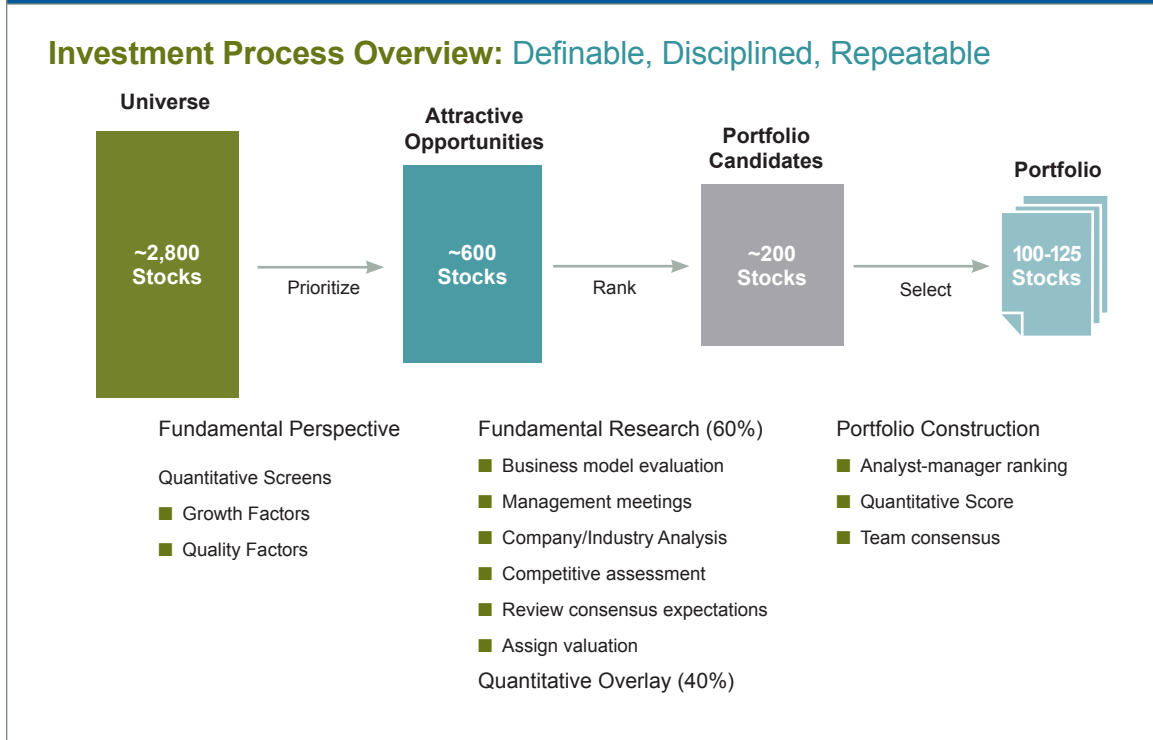 Investment Process Overview: Definable, Disciplined, Repeatable
Universe
~2,800
Stocks
Prioritize
Attractive
Opportunities
~600
Stocks
Rank
Portfolio
Candidates
~200
Stocks
Select
Portfolio
100-125
Stocks
Fundamental Perspective
Quantitative Screens
Growth Factors
Quality Factors
Fundamental Research (60%)
Business model evaluation
Management meetings
Company/Industry Analysis
Competitive assessment
Review consensus expectations
Assign valuation
Quantitative Overlay (40%)
Portfolio Construction
Analyst-manager ranking
Quantitative Score
Team consensus